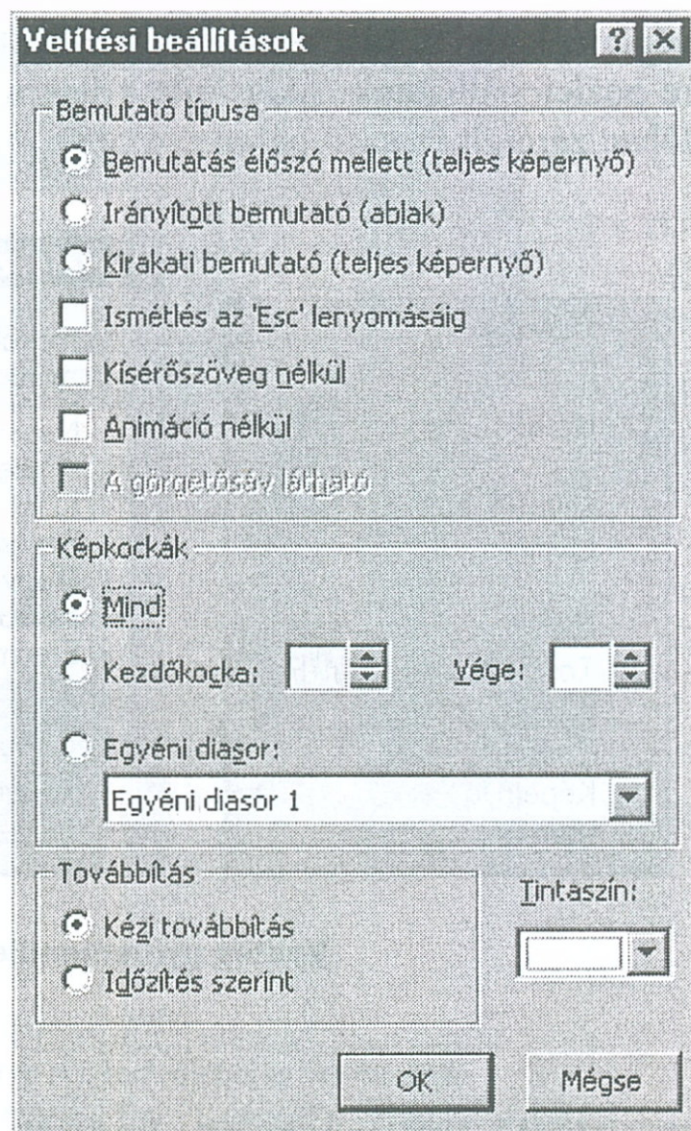 Vetítési beállítások
Bemutató típusa
Bemutatás élőszó mellett (teljes képernyő)
Irányított bemutató (ablak)
Kirakati bemutató (teljes képernyő)
Ismétlés az 'Esc' lenyomásáig
Kísérőszöveg nélkül
Animáció nélkül
A görgetősáv látható
Képkockák
Mind
Kezdőkocka: Vége:
Egyéni diasor:
Egyéni diasor 1
Továbbítás
Tintaszín:
Kézi továbbítás
Időzítés szerint
OK Mégse